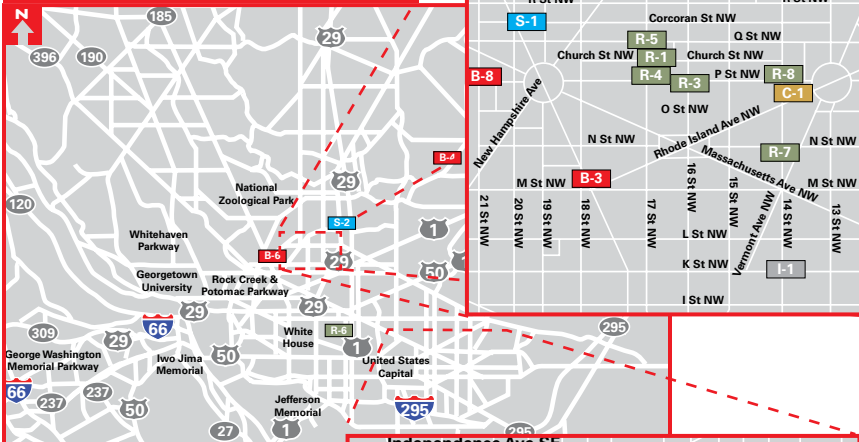 N
185
29
396
190
B-4
National
Zoological Park
29
120
S-2
1
Whitehaven
Parkway
B-6
29
50
Georgetown
University
Rock Creek &
Potomac Parkway
29
29
66
309
29
White
House
R-6
1
295
George Washington
Memorial Parkway
Iwo Jima
Memorial
50
United States
Capital
66
237
237
50
Jefferson
Memorial
295
27
1
295
Independence Ave SE
S-1
Corcoran St NW
R-5
Q St NW
Church St NW
R-1
Church St NW
B-8
R-4
R-3
P St NW
R-8
C-1
New Hampshire Ave
O St NW
Rhode Island Ave NW
N St NW
N St NW
Massachusetts Ave NW
R-7
M St NW
B-3
M St NW
21 St NW
20 St NW
19 St NW
18 St NW
17 St NW
16 St NW
15 St NW
14 St NW
13 St NW
L St NW
Vermont Ave NW
K St NW
I-1
I St NW